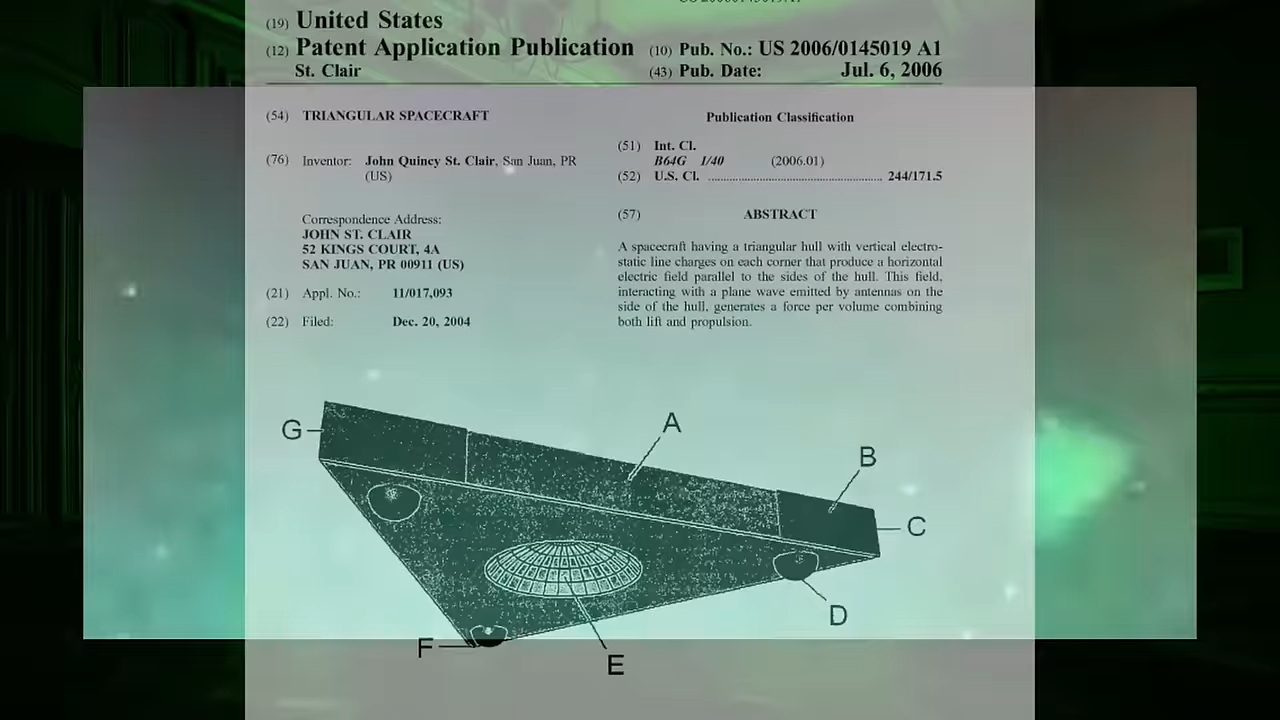 (19) United States
(12) Patent Application Publication
(10) Pub. No.: US 2006/0145019 A1
St. Clair
(43) Pub. Date: Jul. 6, 2006
(54) TRIANGULAR SPACECRAFT
(76) Inventor: John Quincy St. Clair, San Juan, PR
(US)
Correspondence Address:
JOHN ST. CLAIR
52 KINGS COURT, 4A
SAN JUAN, PR 00911 (US)
(21) Appl. No.: 11/017,093
(22) Filed: Dec. 20, 2004
Publication Classification
(51) Int. Cl.
B64G 1/40 (2006.01)
(52) U.S. Cl. .............................................................. 244/171.5
(57) ABSTRACT
A spacecraft having a triangular hull with vertical electro-
static line charges on each corner that produce a horizontal
electric field parallel to the sides of the hull. This field,
interacting with a plane wave emitted by antennas on the
side of the hull, generates a force per volume combining
both lift and propulsion.
A
G
B
C
D
F
E